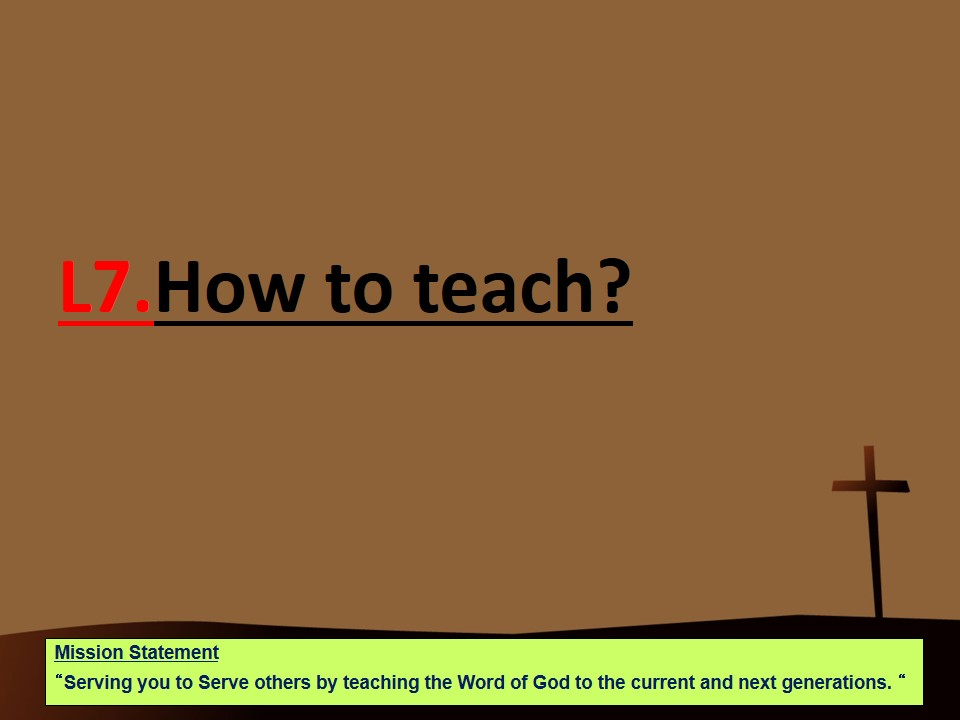 L7.How to teach?
Mission Statement
“Serving you to Serve others by teaching the Word of God to the current and next generations. “